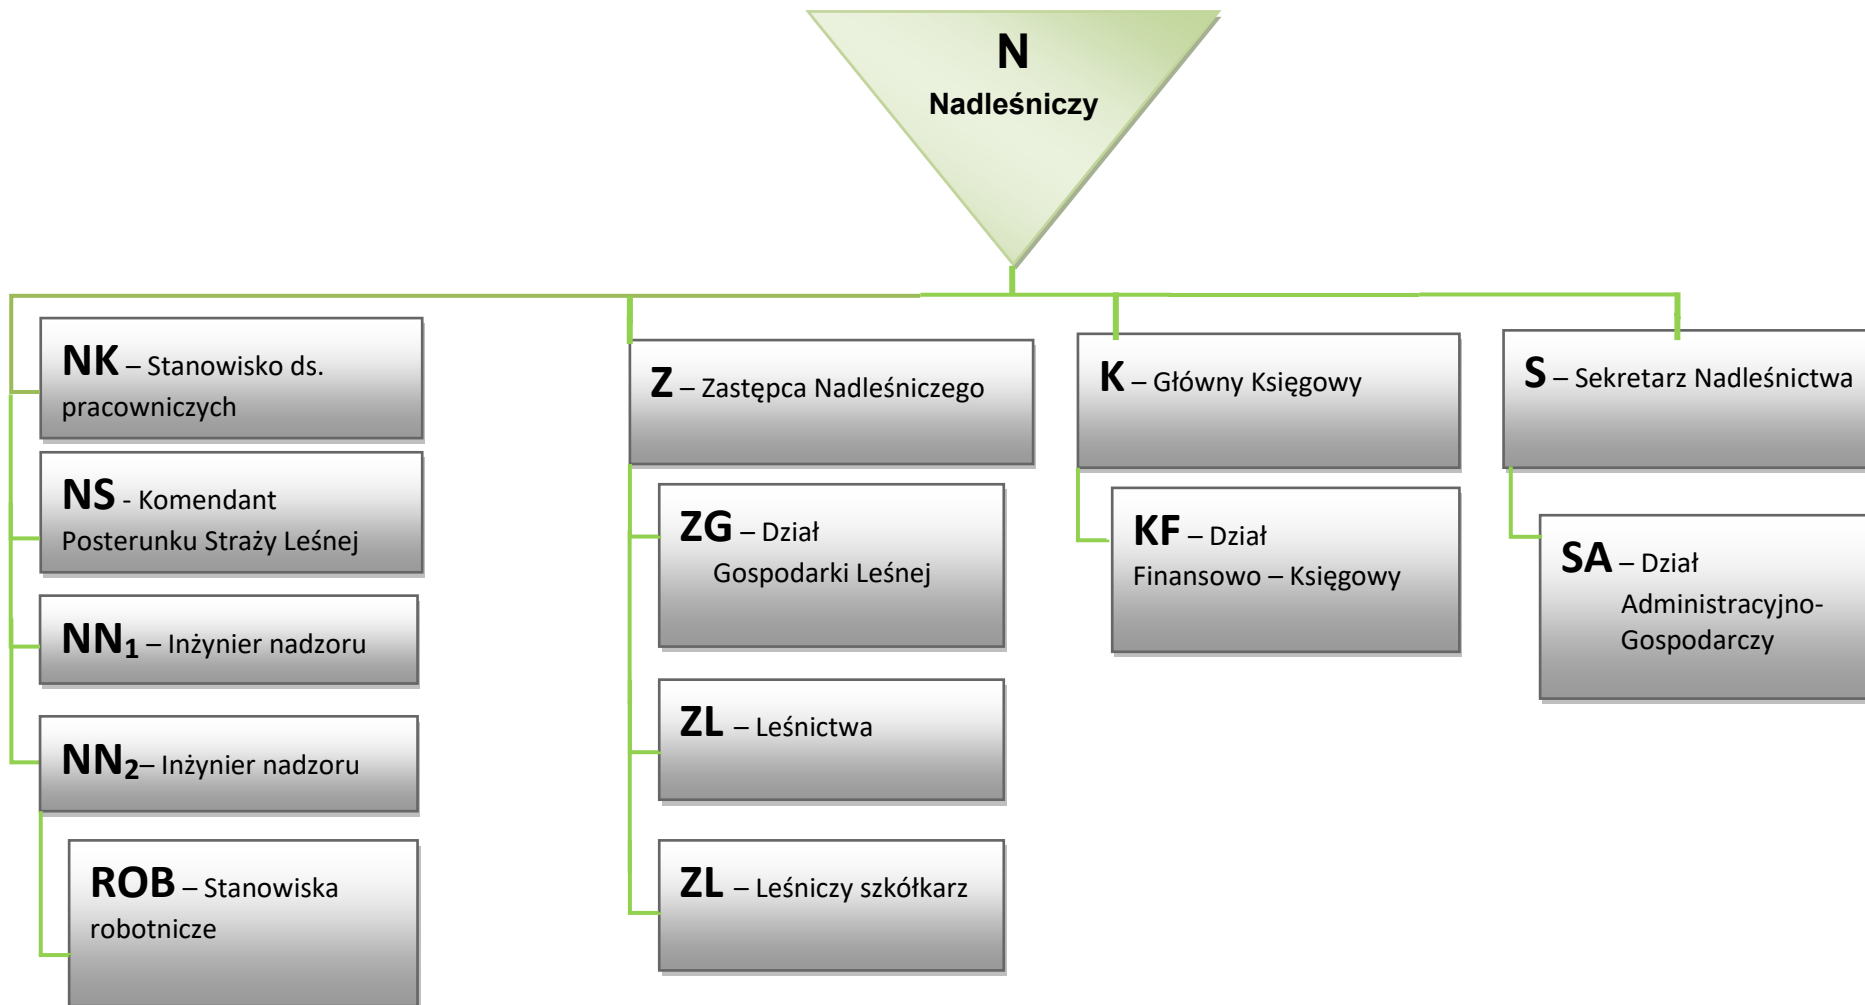 N
Nadleśniczy
NK – Stanowisko ds.
pracowniczych
NS - Komendant
Posterunku Straży Leśnej
NN₁ – Inżynier nadzoru
NN₂– Inżynier nadzoru
ROB – Stanowiska
robotnicze
Z – Zastępca Nadleśniczego
ZG – Dział
Gospodarki Leśnej
ZL – Leśnictwa
ZL – Leśniczy szkółkarz
K – Główny Księgowy
KF – Dział
Finansowo – Księgowy
S – Sekretarz Nadleśnictwa
SA – Dział
Administracyjno-
Gospodarczy